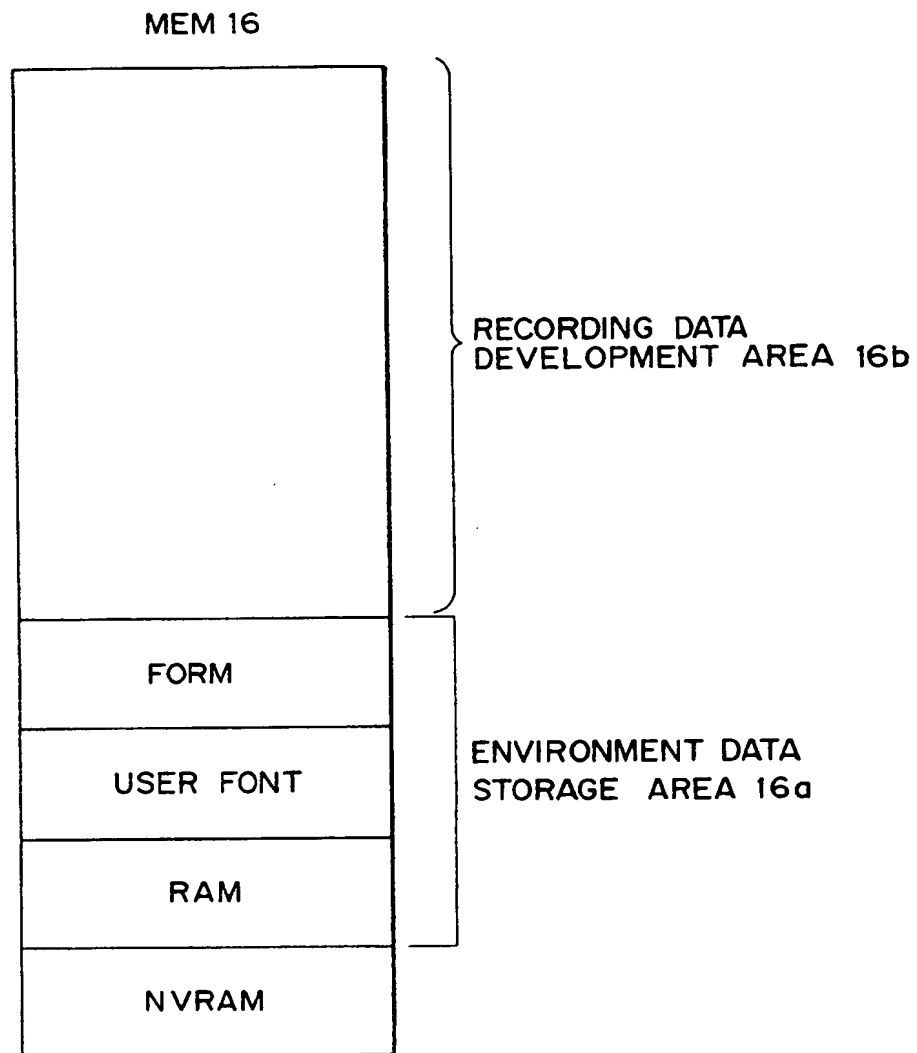 MEM 16
RECORDING DATA
DEVELOPMENT AREA 16b
FORM
USER FONT
ENVIRONMENT DATA
STORAGE AREA 16a
RAM
NVRAM